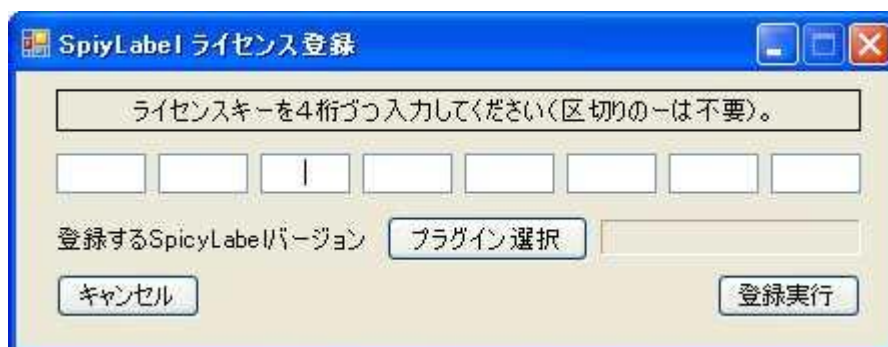 SpiyLabel ライセンス登録
ライセンスキーを4桁づつ入力してください(区切りのーは不要)。
登録するSpicyLabelバージョン プラグイン選択
キャンセル 登録実行